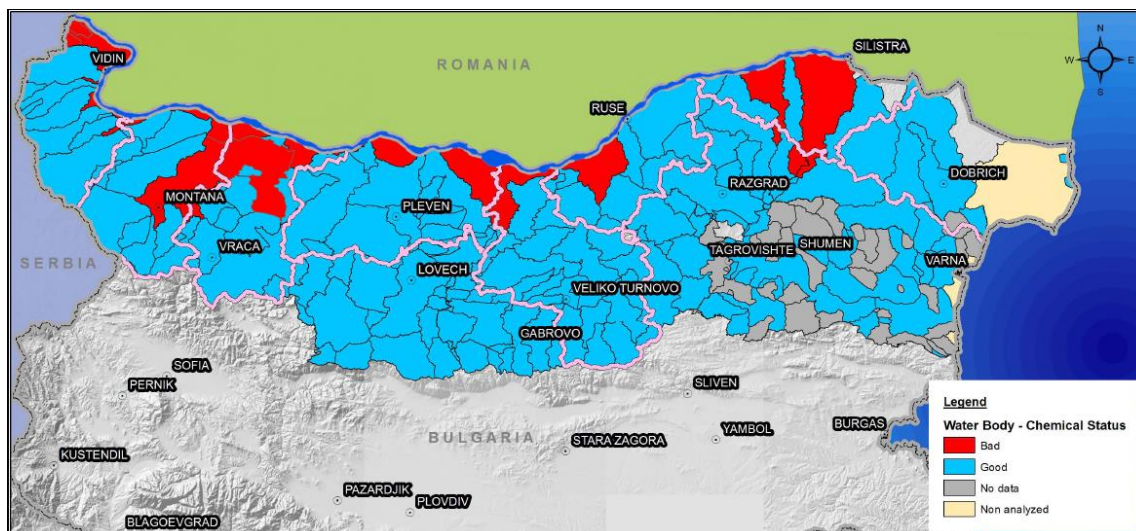 N
W E
S
SILISTRA
VIDIN
ROMANIA
RUSE
DOBRICH
RAZGRAD
MONTANA
PLEVEN
TAGROVISHTE
SHUMEN
VRACA
VARNA
SERBIA
LOVECH
VELIKO TURNOVO
GABROVO
SOFIA
PERNIK
SLIVEN
BULGARIA
STARA ZAGORA
YAMBOL
BURGAS
KUSTENDIL
PAZARDJIK
PLOVDIV
BLAGOEVGRAD
Legend
Water Body - Chemical Status
Bad
Good
No data
Non analyzed